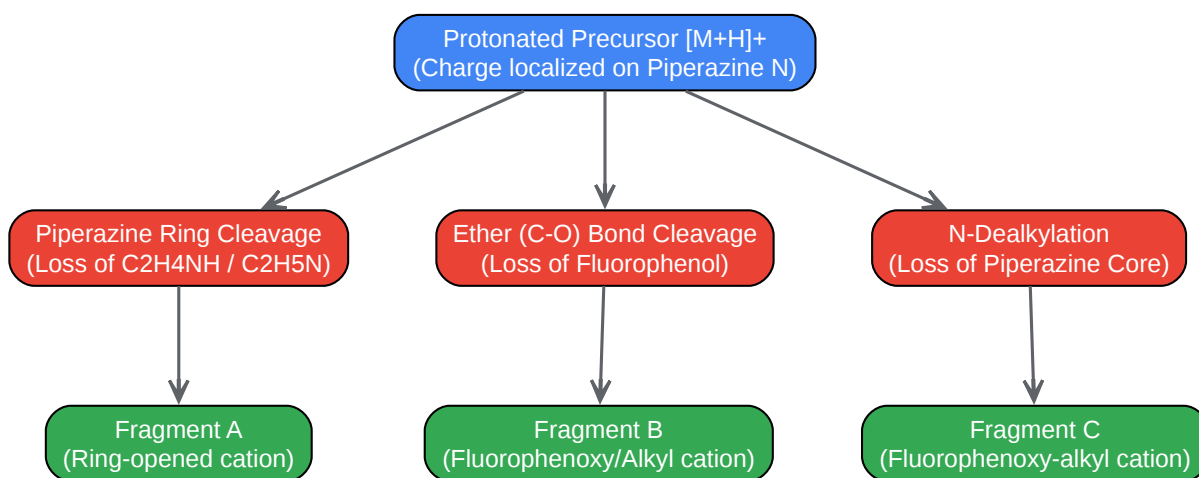 Protonated Precursor [M+H]+
(Charge localized on Piperazine N)
Piperazine Ring Cleavage
(Loss of C2H4NH / C2H5N)
Ether (C-O) Bond Cleavage
(Loss of Fluorophenol)
N-Dealkylation
(Loss of Piperazine Core)
Fragment A
(Ring-opened cation)
Fragment B
(Fluorophenoxy/Alkyl cation)
Fragment C
(Fluorophenoxy-alkyl cation)